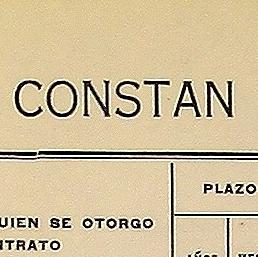 CONSTAN
PLAZO
UIEN SE OTORGO
NTRATO